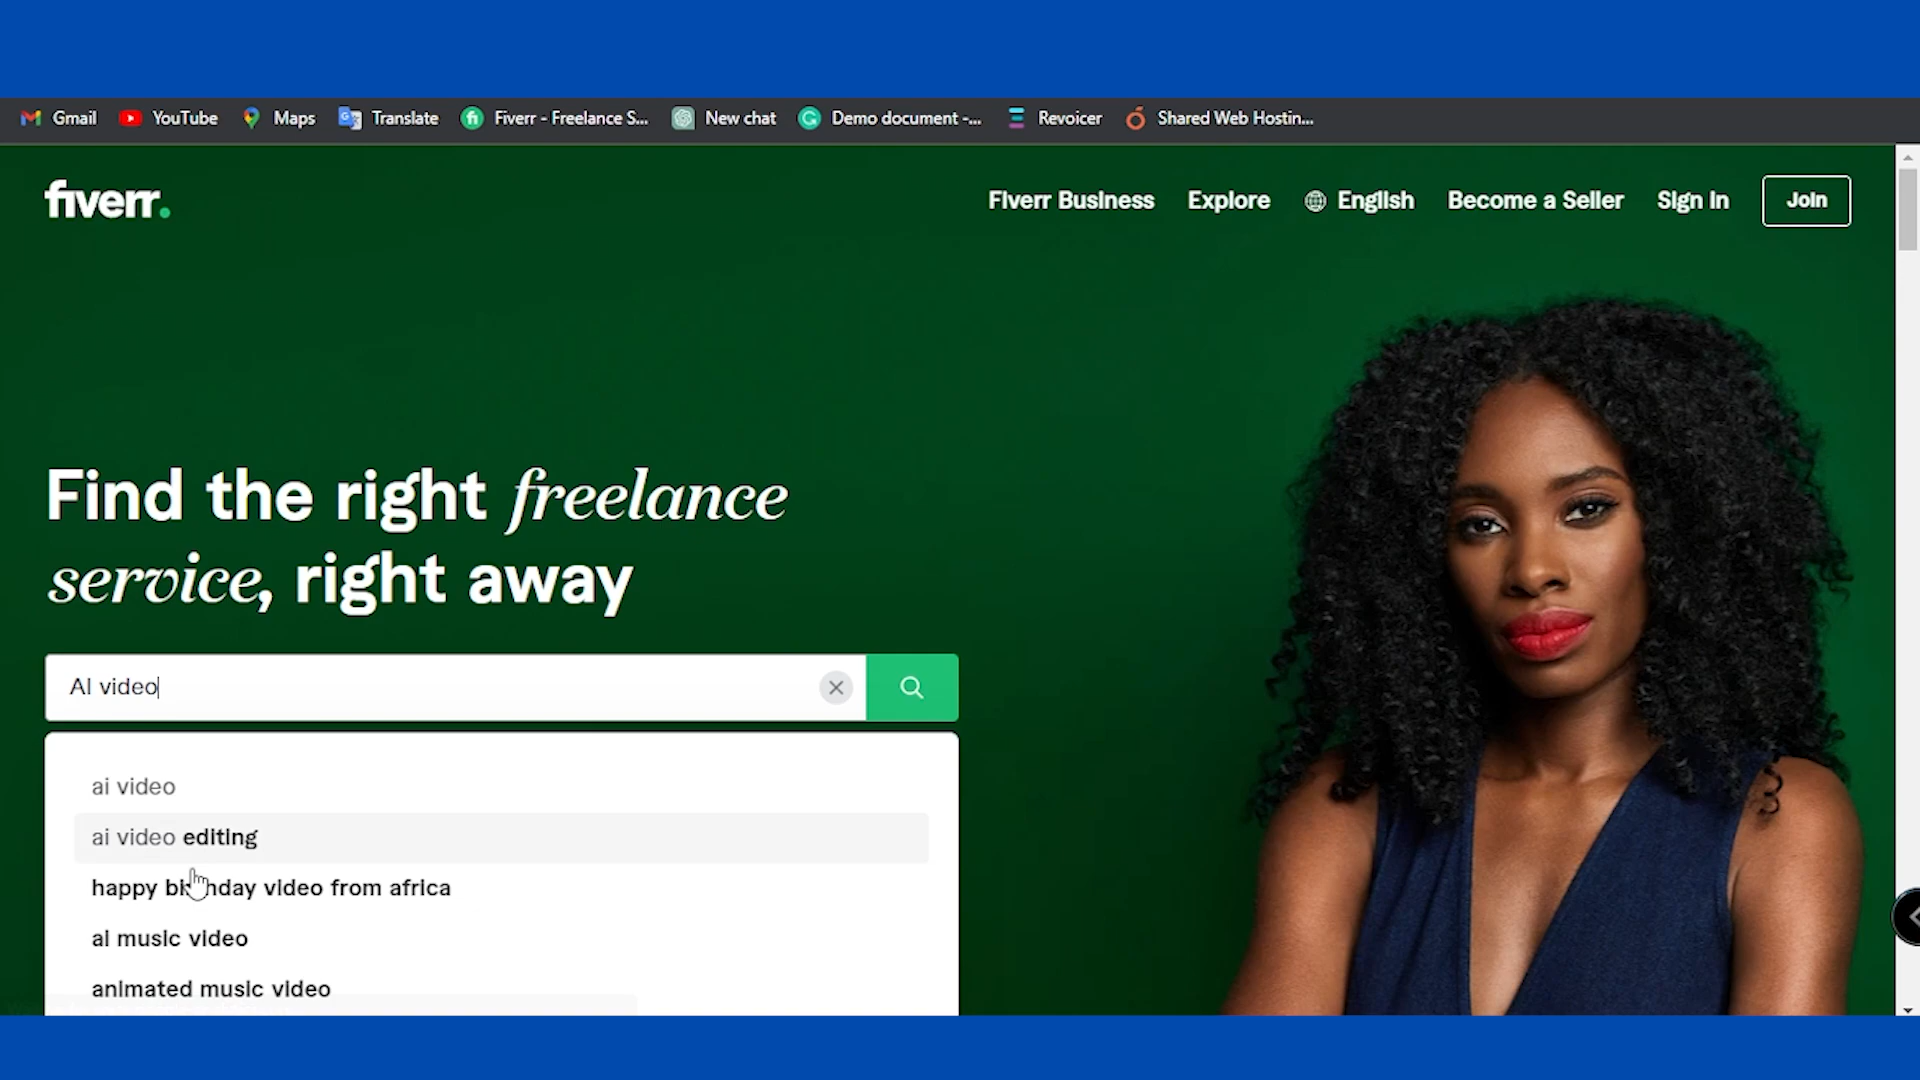 Gmail YouTube Maps Translate Fiverr - Freelance S... New chat Demo document -... Revoicer Shared Web Hostin...
fiverr. Fiverr Business Explore English Become a Seller Sign In Join
Find the right freelance
service, right away
AI video
ai video
ai video editing
happy birthday video from africa
ai music video
animated music video